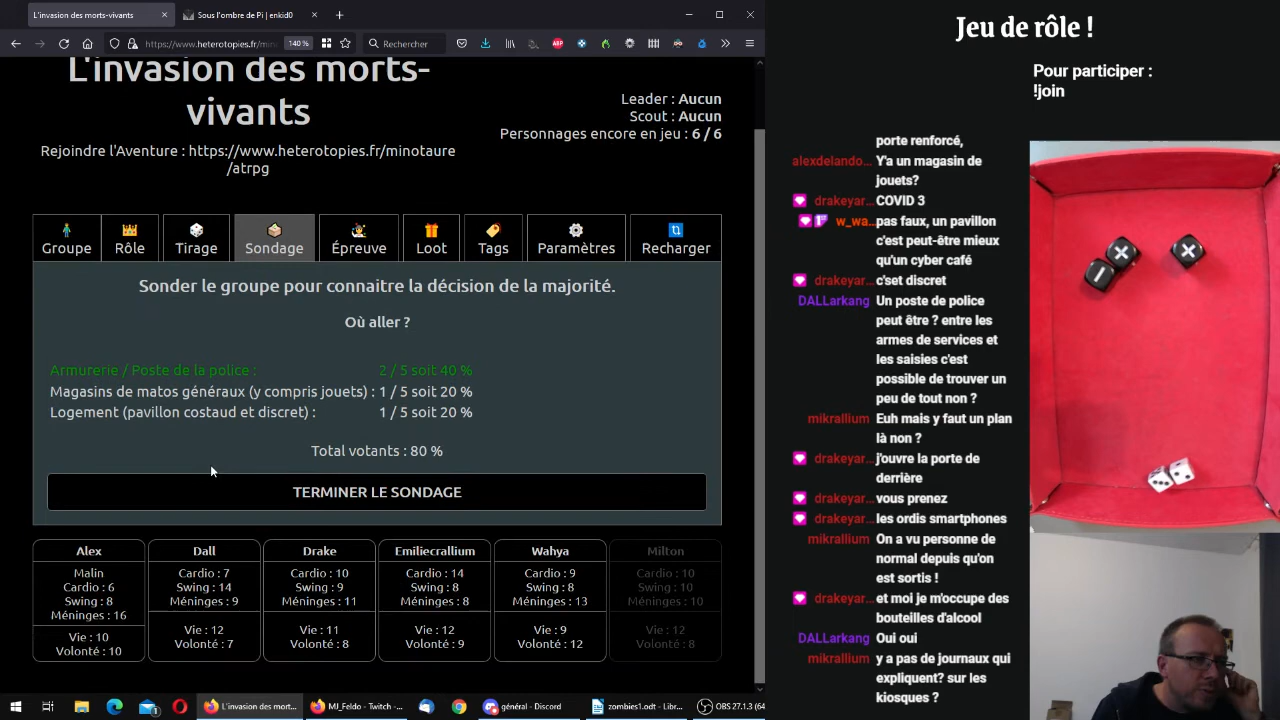 L'invasion des morts-vivants
Sous l'ombre de Pi | enkid0
https://www.heterotopies.fr/mino
140 %
Rechercher
ABP
L'invasion des morts-
vivants
Rejoindre l'Aventure : https://www.heterotopies.fr/minotaure
/atrpg
Leader : Aucun
Scout : Aucun
Personnages encore en jeu : 6 / 6
Groupe
Rôle
Tirage
Sondage
Épreuve
Loot
Tags
Paramètres
Recharger
Sonder le groupe pour connaitre la décision de la majorité.
Où aller ?
Armurerie / Poste de la police : 2 / 5 soit 40 %
Magasins de matos généraux (y compris jouets) : 1 / 5 soit 20 %
Logement (pavillon costaud et discret) : 1 / 5 soit 20 %
Total votants : 80 %
TERMINER LE SONDAGE
Alex
Malin
Cardio : 6
Swing : 8
Méninges : 16
Vie : 10
Volonté : 10
Dall
Cardio : 7
Swing : 14
Méninges : 9
Vie : 12
Volonté : 7
Drake
Cardio : 10
Swing : 9
Méninges : 11
Vie : 11
Volonté : 8
Emiliecrallium
Cardio : 14
Swing : 8
Méninges : 8
Vie : 12
Volonté : 9
Wahya
Cardio : 9
Swing : 8
Méninges : 13
Vie : 9
Volonté : 12
Milton
Cardio : 10
Swing : 10
Méninges : 10
Vie : 12
Volonté : 8
L'invasion des mort...
MJ_Feldo - Twitch - ...
général - Discord
zombies1.odt - Libr...
OBS 27.1.3 (64
Jeu de rôle !
Pour participer :
!join
porte renforcé,
alexdelando... Y'a un magasin de
jouets?
drakeyar... COVID 3
w_wa... pas faux, un pavillon
c'est peut-être mieux
qu'un cyber café
drakeyar... c'set discret
DALLarkang Un poste de police
peut être ? entre les
armes de services et
les saisies c'est
possible de trouver un
peu de tout non ?
mikrallium Euh mais y faut un plan
là non ?
drakeyar... j'ouvre la porte de
derrière
drakeyar... vous prenez
drakeyar... les ordis smartphones
mikrallium On a vu personne de
normal depuis qu'on
est sortis !
drakeyar... et moi je m'occupe des
bouteilles d'alcool
DALLarkang Oui oui
mikrallium y a pas de journaux qui
expliquent? sur les
kiosques ?